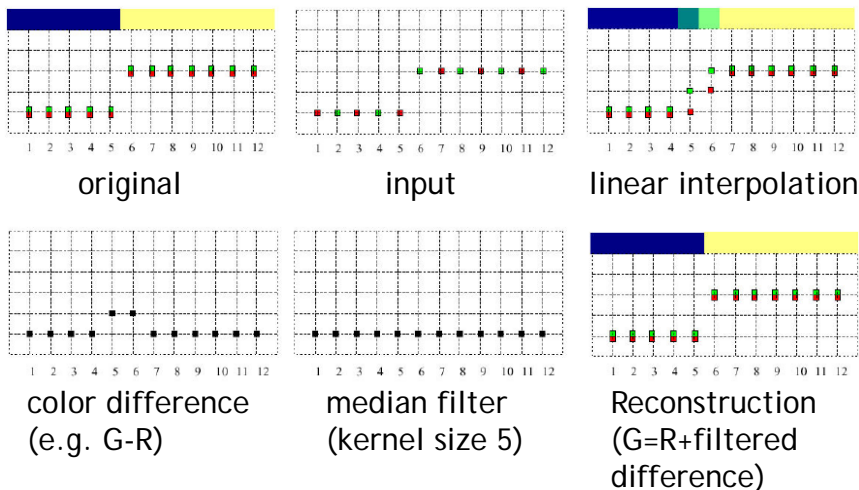 1 2 3 4 5 6 7 8 9 10 11 12
original
1 2 3 4 5 6 7 8 9 10 11 12
input
1 2 3 4 5 6 7 8 9 10 11 12
linear interpolation
1 2 3 4 5 6 7 8 9 10 11 12
color difference
(e.g. G-R)
1 2 3 4 5 6 7 8 9 10 11 12
median filter
(kernel size 5)
1 2 3 4 5 6 7 8 9 10 11 12
Reconstruction
(G=R+filtered
difference)